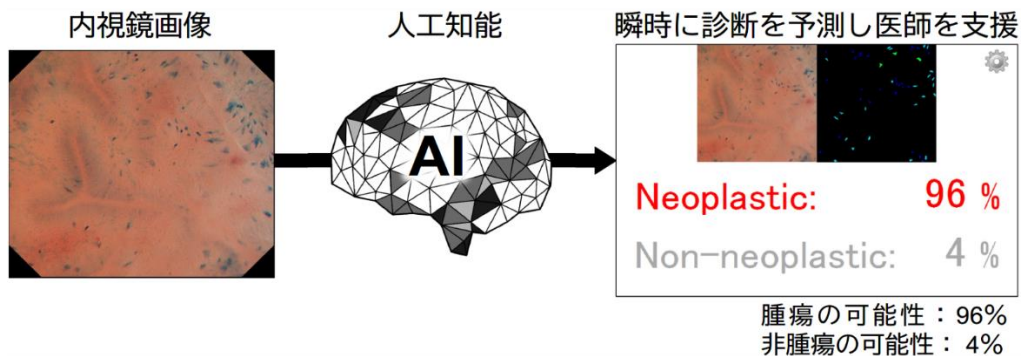 内視鏡画像
人工知能
瞬時に診断を予測し医師を支援
AI
Neoplastic: 96 %
Non-neoplastic: 4 %
腫瘍の可能性：96%
非腫瘍の可能性：4%